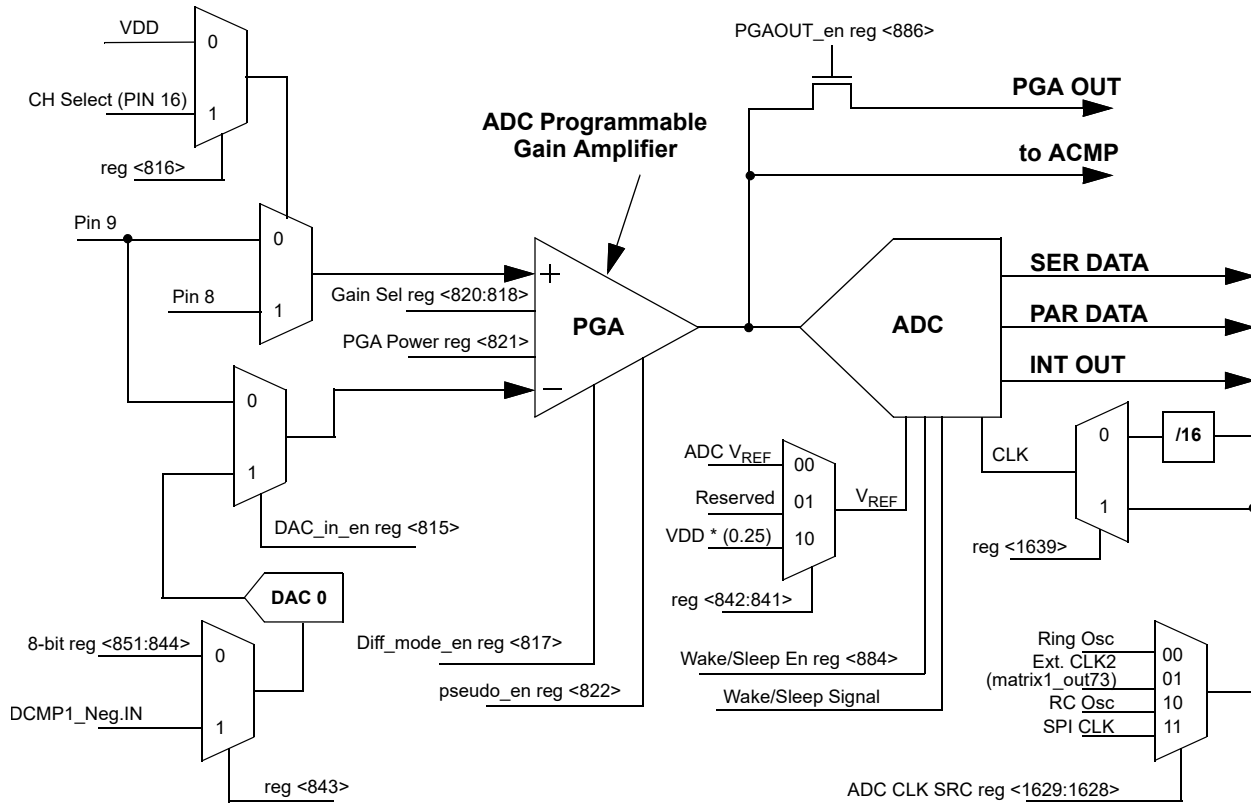 VDD
0
CH Select (PIN 16)
1
reg <816>
PGAOUT_en reg <886>
PGA OUT
to ACMP
ADC Programmable
Gain Amplifier
Pin 9
0
Pin 8
1
+
Gain Sel reg <820:818>
PGA
PGA Power reg <821>
−
ADC
SER DATA
PAR DATA
INT OUT
0
1
DAC_in_en reg <815>
DAC 0
8-bit reg <851:844>
0
DCMP1_Neg.IN
1
reg <843>
Diff_mode_en reg <817>
pseudo_en reg <822>
ADC VREF
00
Reserved
01
VDD * (0.25)
10
VREF
reg <842:841>
Wake/Sleep En reg <884>
Wake/Sleep Signal
CLK
0
/16
1
reg <1639>
Ring Osc
00
Ext. CLK2
(matrix1_out73)
01
RC Osc
10
SPI CLK
11
ADC CLK SRC reg <1629:1628>